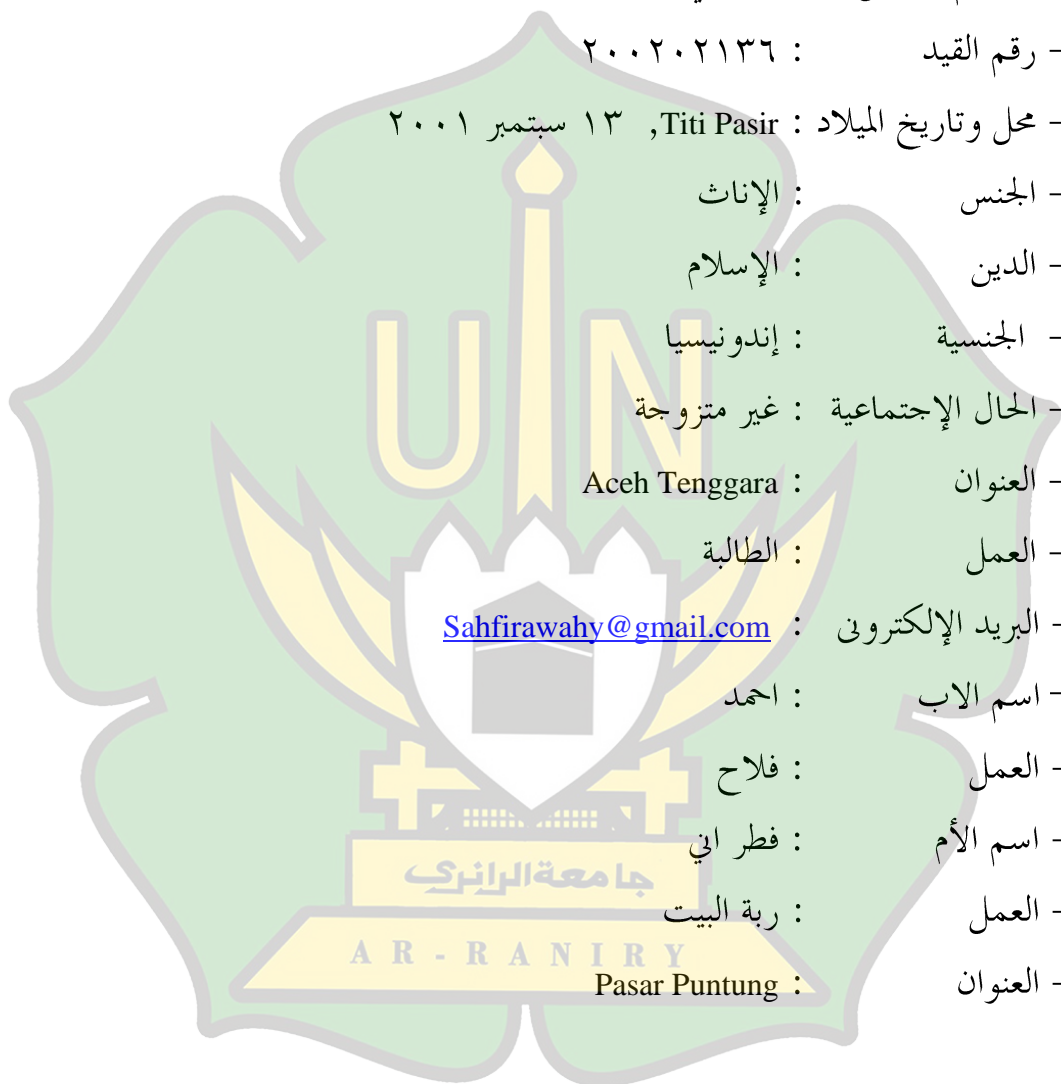 - رقم القيد : ٢٠٠٢٠٢١٣٦
- محل وتاريخ الميلاد : Titi Pasir, ١٣ سبتمبر ٢٠٠١
- الجنس : الإناث
- الدين : الإسلام
- الجنسية : إندونيسيا
- الحال الإجتماعية : غير متزوجة
- العنوان : Aceh Tenggara
- العمل : الطالبة
- البريد الإلكترونى : Sahfirawahy@gmail.com
- اسم الاب : احمد
- العمل : فلاح
- اسم الأم : فطر اني
- العمل : ربة البيت
- العنوان : Pasar Puntung
UIN
جامعة الرانري
AR-RANIRY